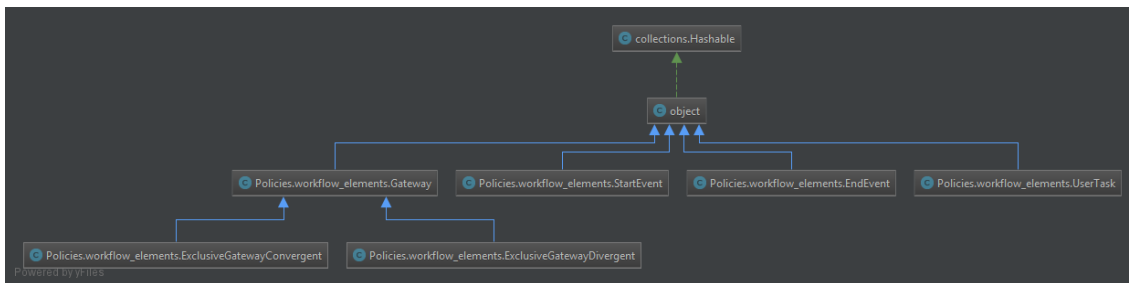 C collections.Hashable
C object
C Policies.workflow_elements.Gateway
C Policies.workflow_elements.StartEvent
C Policies.workflow_elements.EndEvent
C Policies.workflow_elements.UserTask
C Policies.workflow_elements.ExclusiveGatewayConvergent
C Policies.workflow_elements.ExclusiveGatewayDivergent
Powered by yFiles